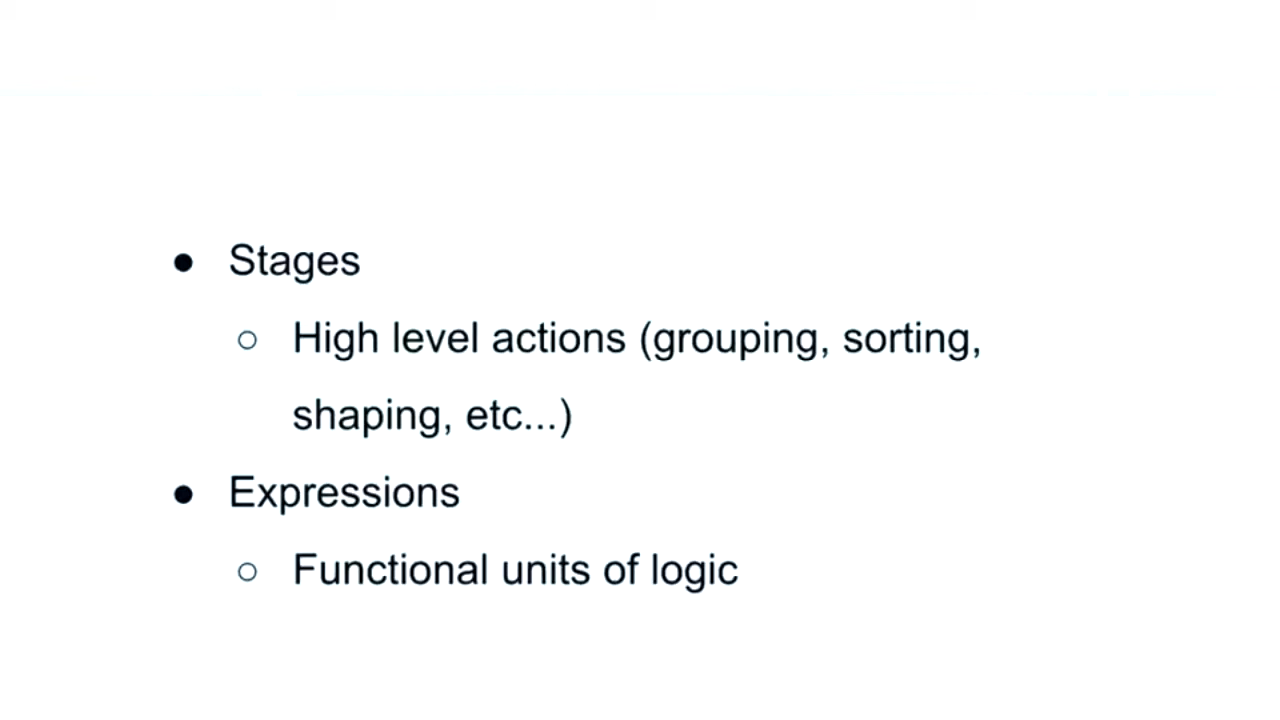 ● Stages
○ High level actions (grouping, sorting,
shaping, etc...)
● Expressions
○ Functional units of logic